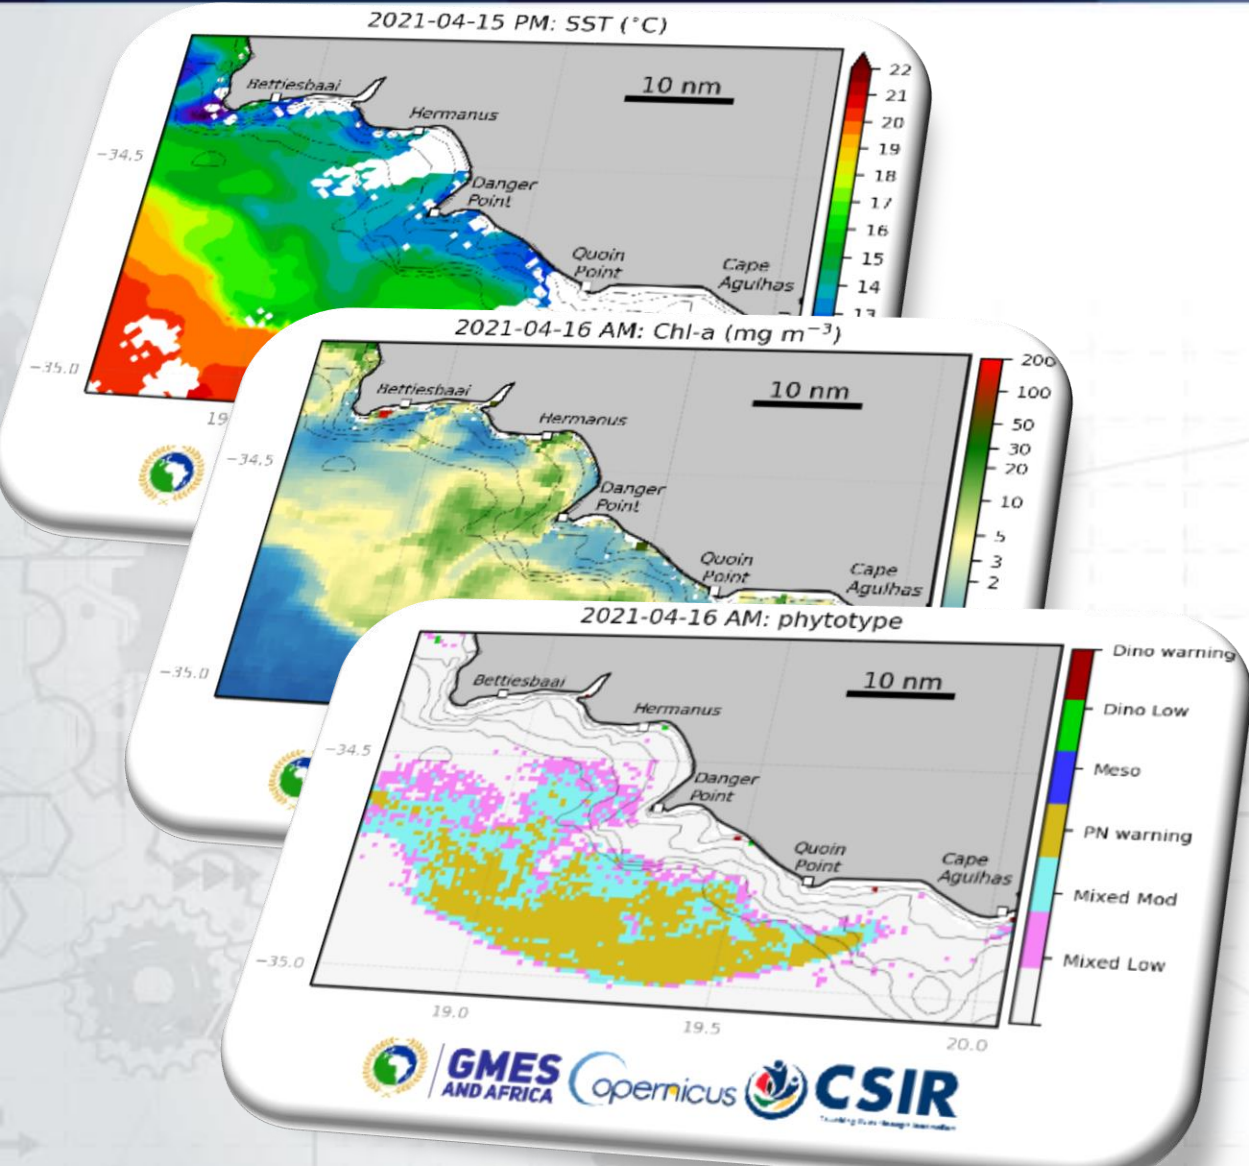 2021-04-15 PM: SST (°C)
Bettiesbaai
Hermanus
Danger
Point
Quoin
Point
Cape
Agulhas
10 nm
22
21
20
19
18
17
16
15
14
13
−34.5
−35.0
19
2021-04-16 AM: Chl-a (mg m⁻³)
Bettiesbaai
Hermanus
Danger
Point
Quoin
Point
Cape
Agulhas
10 nm
200
100
50
30
20
10
5
3
2
−34.5
−35.0
2021-04-16 AM: phytotype
Bettiesbaai
Hermanus
Danger
Point
Quoin
Point
Cape
Agulhas
10 nm
Dino warning
Dino Low
Meso
PN warning
Mixed Mod
Mixed Low
−34.5
−35.0
19.0
19.5
20.0
GMES
AND AFRICA
Copernicus
CSIR